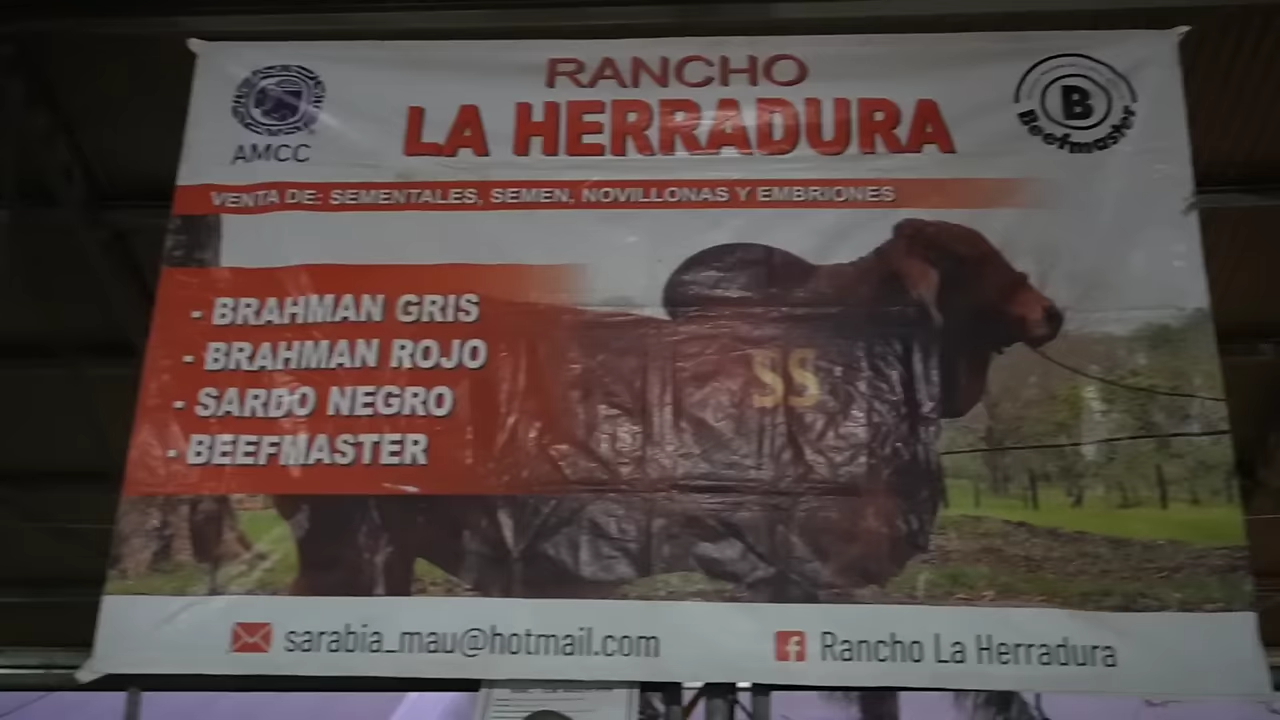 RANCHO
LA HERRADURA
AMCC
B
Beefmaster
VENTA DE: SEMENTALES, SEMEN, NOVILLONAS Y EMBRIONES
- BRAHMAN GRIS
- BRAHMAN ROJO
- SARDO NEGRO
- BEEFMASTER
SS
sarabia_mau@hotmail.com
Rancho La Herradura